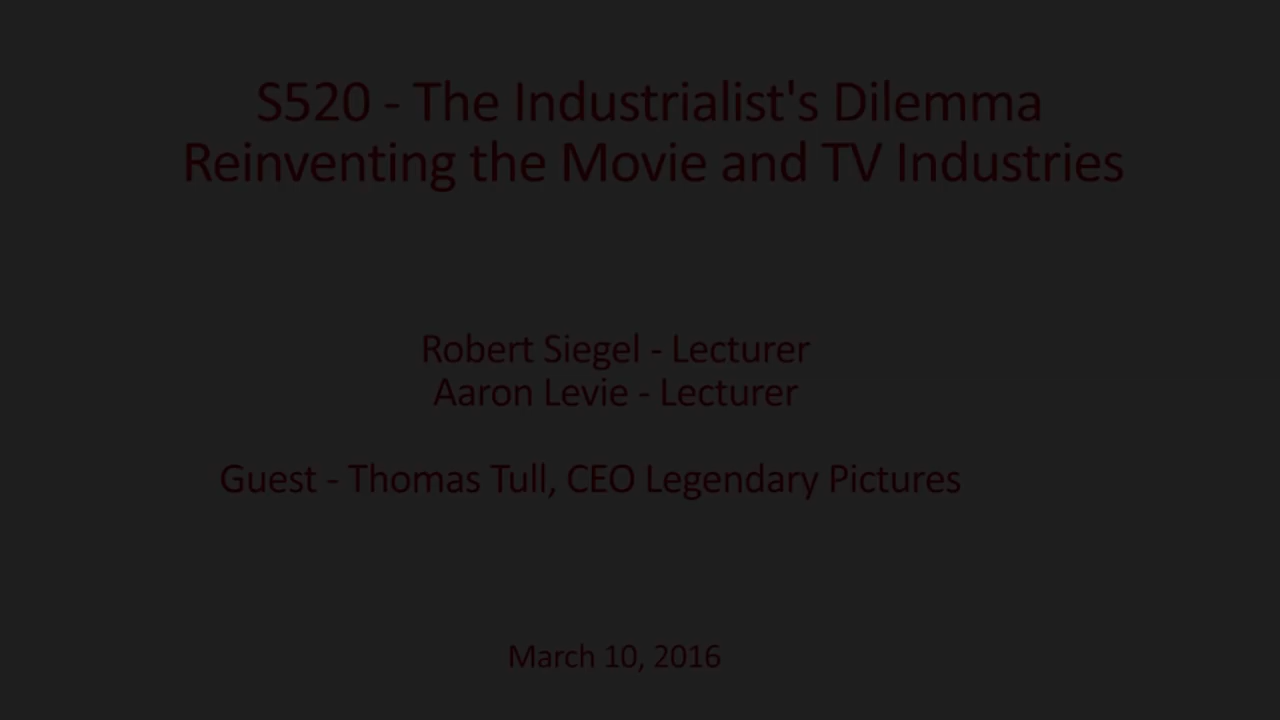 S520 - The Industrialist's Dilemma
Reinventing the Movie and TV Industries
Robert Siegel - Lecturer
Aaron Levie - Lecturer
Guest - Thomas Tull, CEO Legendary Pictures
March 10, 2016